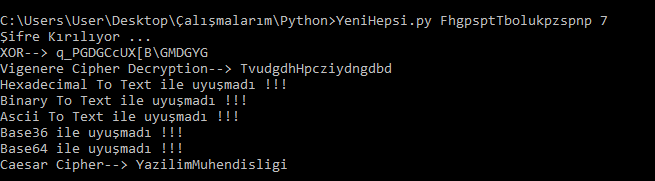 C:\Users\User\Desktop\Çalışmalarım\Python>YeniHepsi.py FhgpsptTbolukpzspnp 7
Şifre Kırılıyor ...
XOR--> q_PGDGCcUX[B\GMDGYG
Vigenere Cipher Decryption--> TvudgdhHpcziydngdbd
Hexadecimal To Text ile uyuşmadı !!!
Binary To Text ile uyuşmadı !!!
Ascii To Text ile uyuşmadı !!!
Base36 ile uyuşmadı !!!
Base64 ile uyuşmadı !!!
Caesar Cipher--> YazilimMuhendisligi